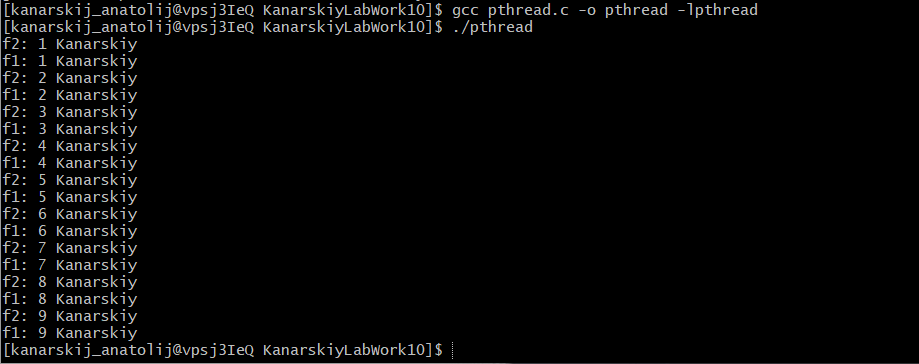 [kanarskij_anatolij@vpsj3IeQ KanarskiyLabWork10]$ gcc pthread.c -o pthread -lpthread
[kanarskij_anatolij@vpsj3IeQ KanarskiyLabWork10]$ ./pthread
f2: 1 Kanarskiy
f1: 1 Kanarskiy
f2: 2 Kanarskiy
f1: 2 Kanarskiy
f2: 3 Kanarskiy
f1: 3 Kanarskiy
f2: 4 Kanarskiy
f1: 4 Kanarskiy
f2: 5 Kanarskiy
f1: 5 Kanarskiy
f2: 6 Kanarskiy
f1: 6 Kanarskiy
f2: 7 Kanarskiy
f1: 7 Kanarskiy
f2: 8 Kanarskiy
f1: 8 Kanarskiy
f2: 9 Kanarskiy
f1: 9 Kanarskiy
[kanarskij_anatolij@vpsj3IeQ KanarskiyLabWork10]$